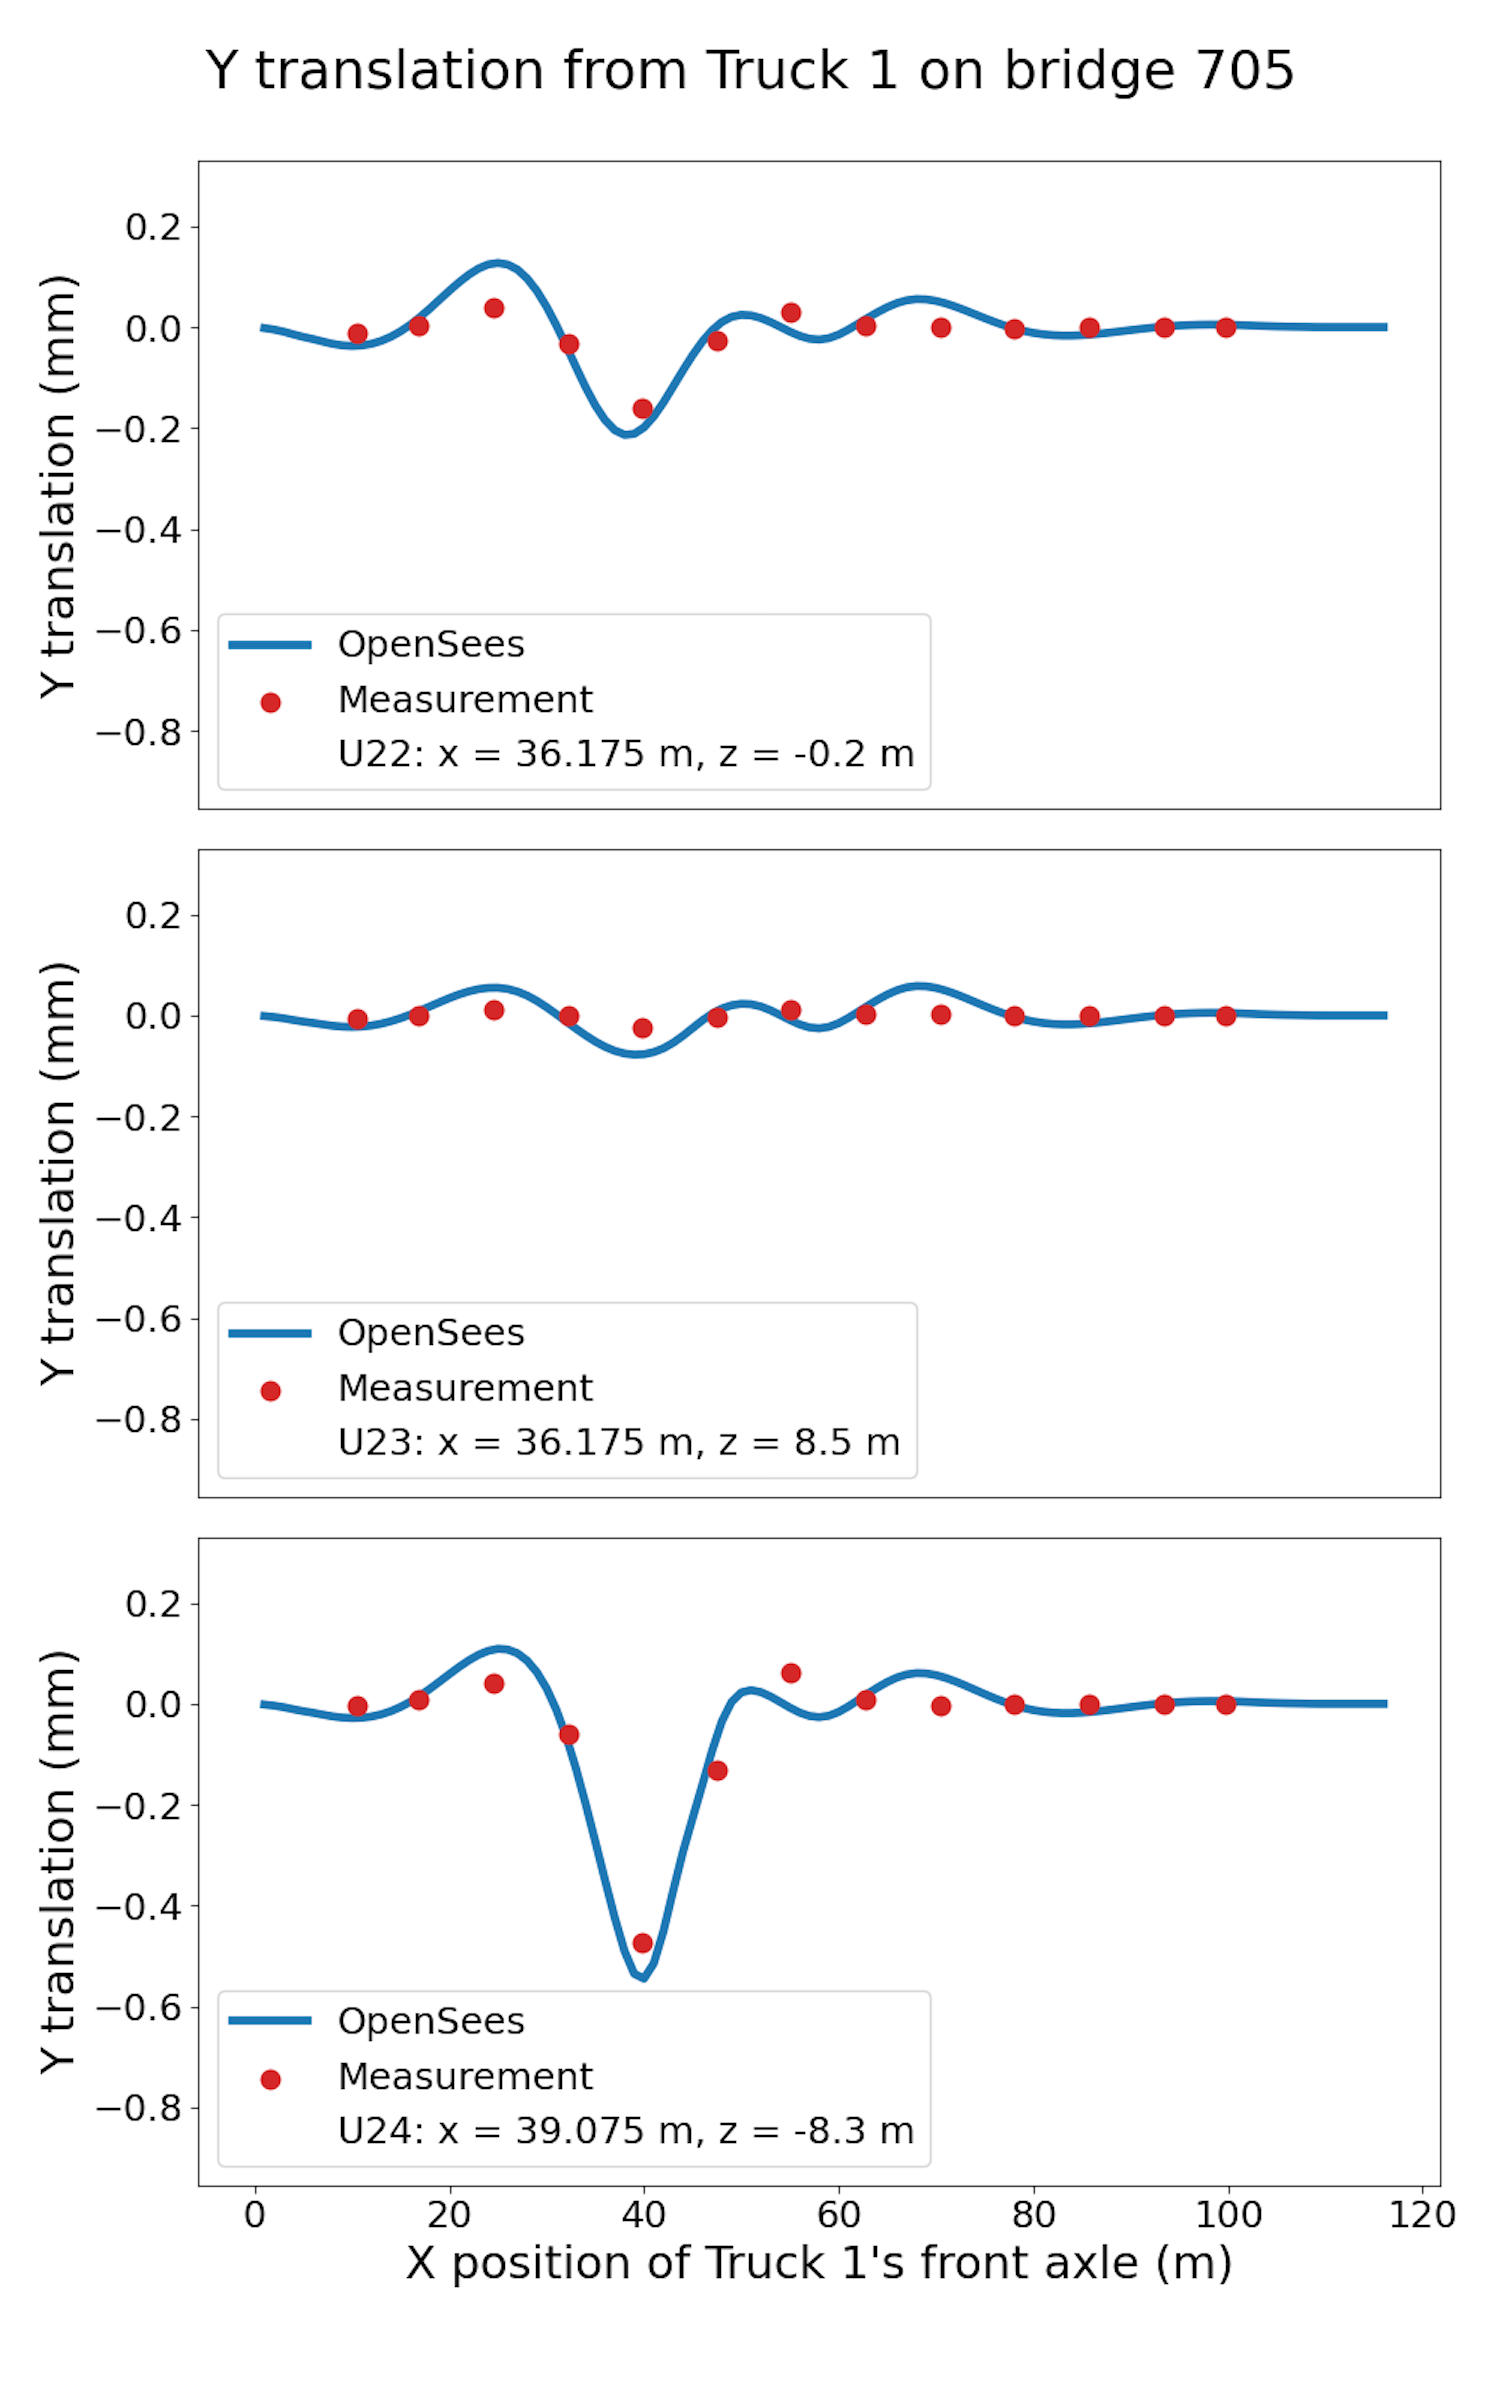 Y translation from Truck 1 on bridge 705
Y translation (mm)
0.2
0.0
−0.2
−0.4
−0.6
−0.8
OpenSees
Measurement
U22: x = 36.175 m, z = -0.2 m
Y translation (mm)
0.2
0.0
−0.2
−0.4
−0.6
−0.8
OpenSees
Measurement
U23: x = 36.175 m, z = 8.5 m
Y translation (mm)
0.2
0.0
−0.2
−0.4
−0.6
−0.8
OpenSees
Measurement
U24: x = 39.075 m, z = -8.3 m
0 20 40 60 80 100 120
X position of Truck 1's front axle (m)